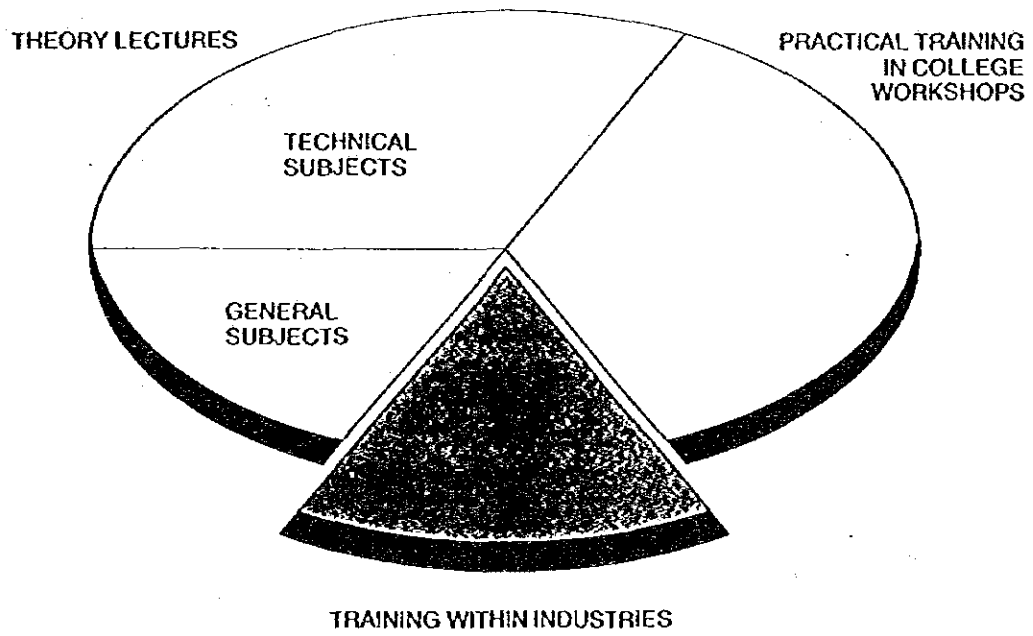 THEORY LECTURES
PRACTICAL TRAINING
IN COLLEGE
WORKSHOPS
TECHNICAL
SUBJECTS
GENERAL
SUBJECTS
TRAINING WITHIN INDUSTRIES